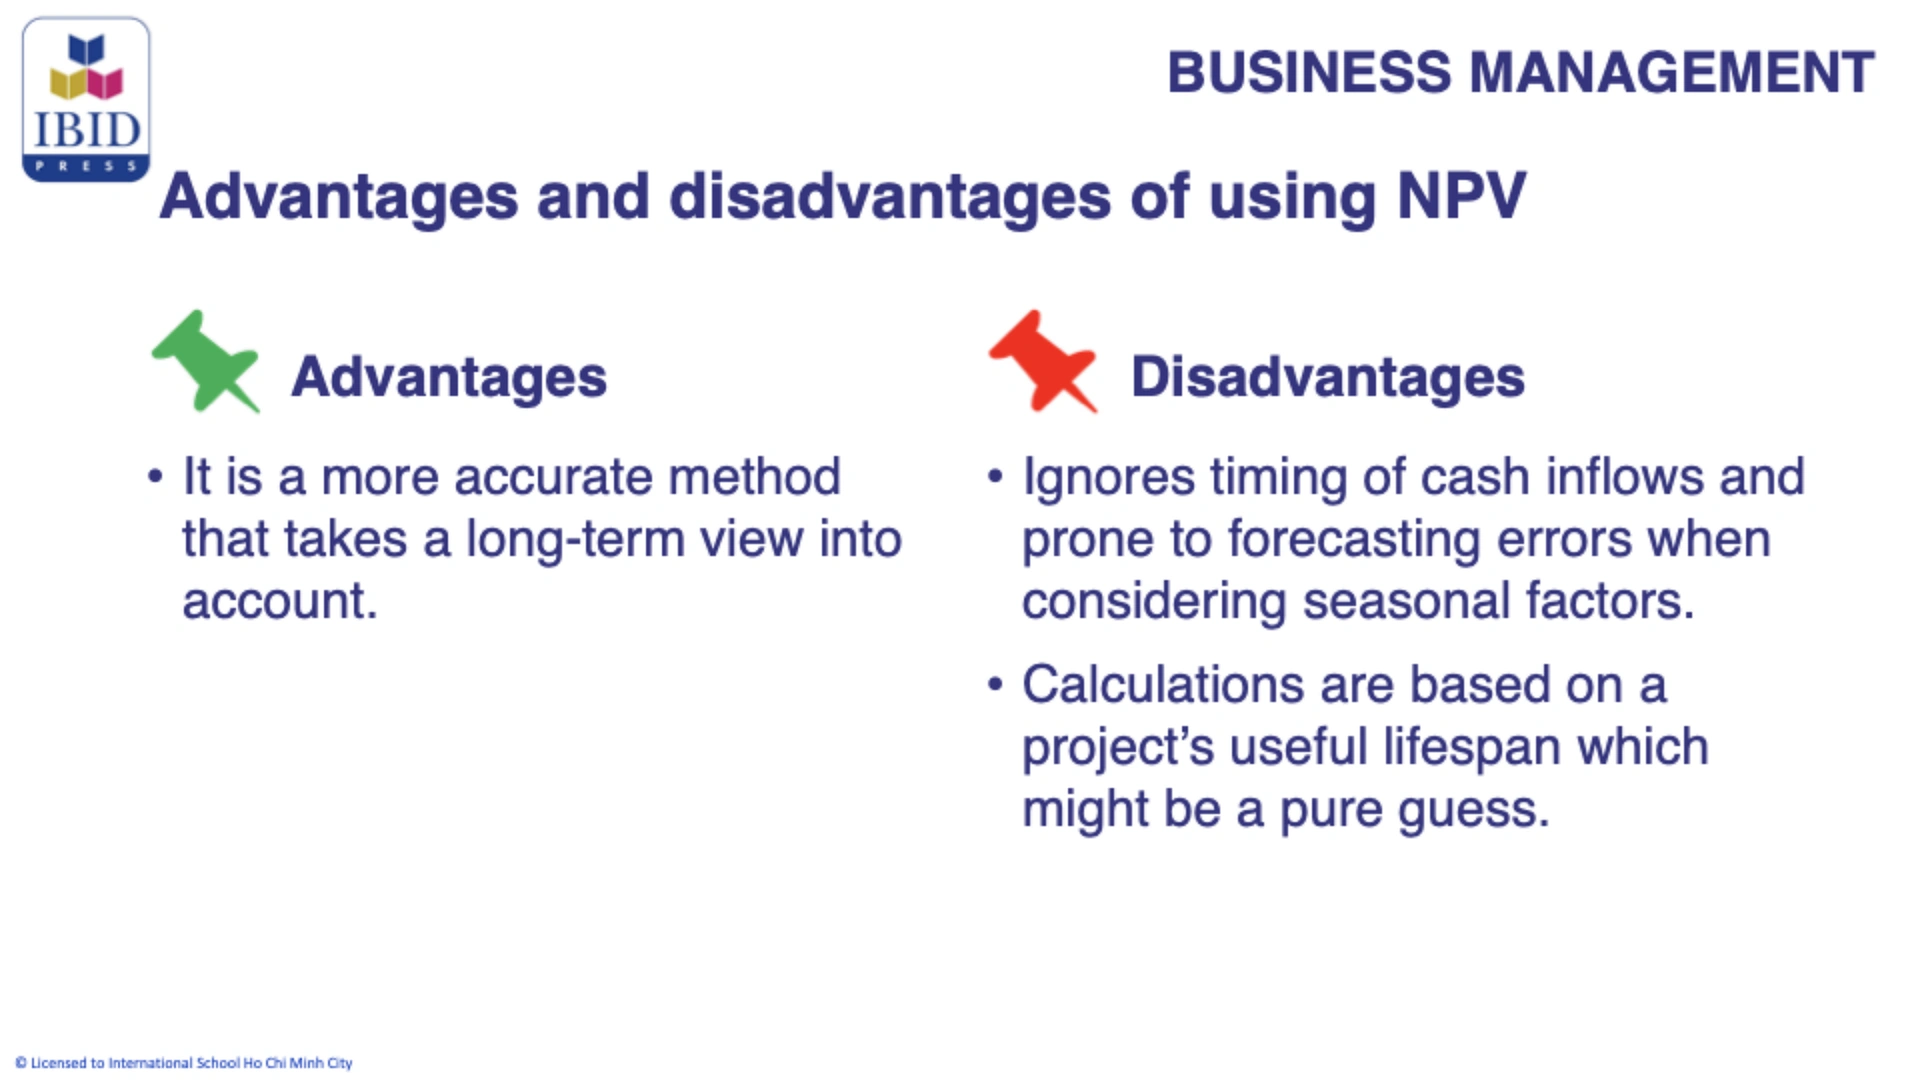 IBID
PRESS
BUSINESS MANAGEMENT
Advantages and disadvantages of using NPV
Advantages
• It is a more accurate method
that takes a long-term view into
account.
Disadvantages
• Ignores timing of cash inflows and
prone to forecasting errors when
considering seasonal factors.
• Calculations are based on a
project’s useful lifespan which
might be a pure guess.
© Licensed to International School Ho Chi Minh City